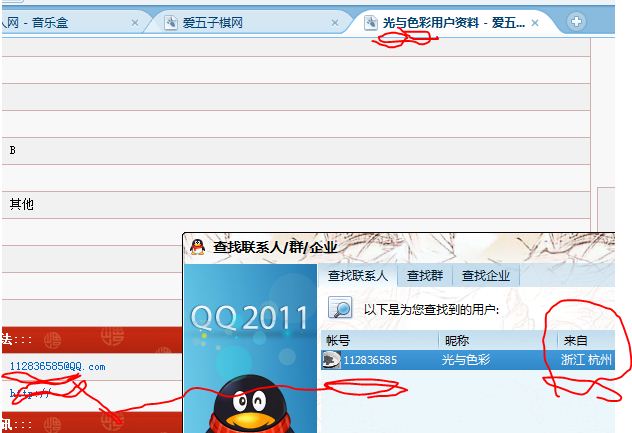 人网 - 音乐盒
爱五子棋网
光与色彩用户资料 - 爱五...
B
其他
查找联系人/群/企业
查找联系人
查找群
查找企业
QQ2011
以下是为您查找到的用户:
帐号
昵称
来自
112836585
光与色彩
浙江 杭州
法:::
112836585@QQ.com
http://
讯:::